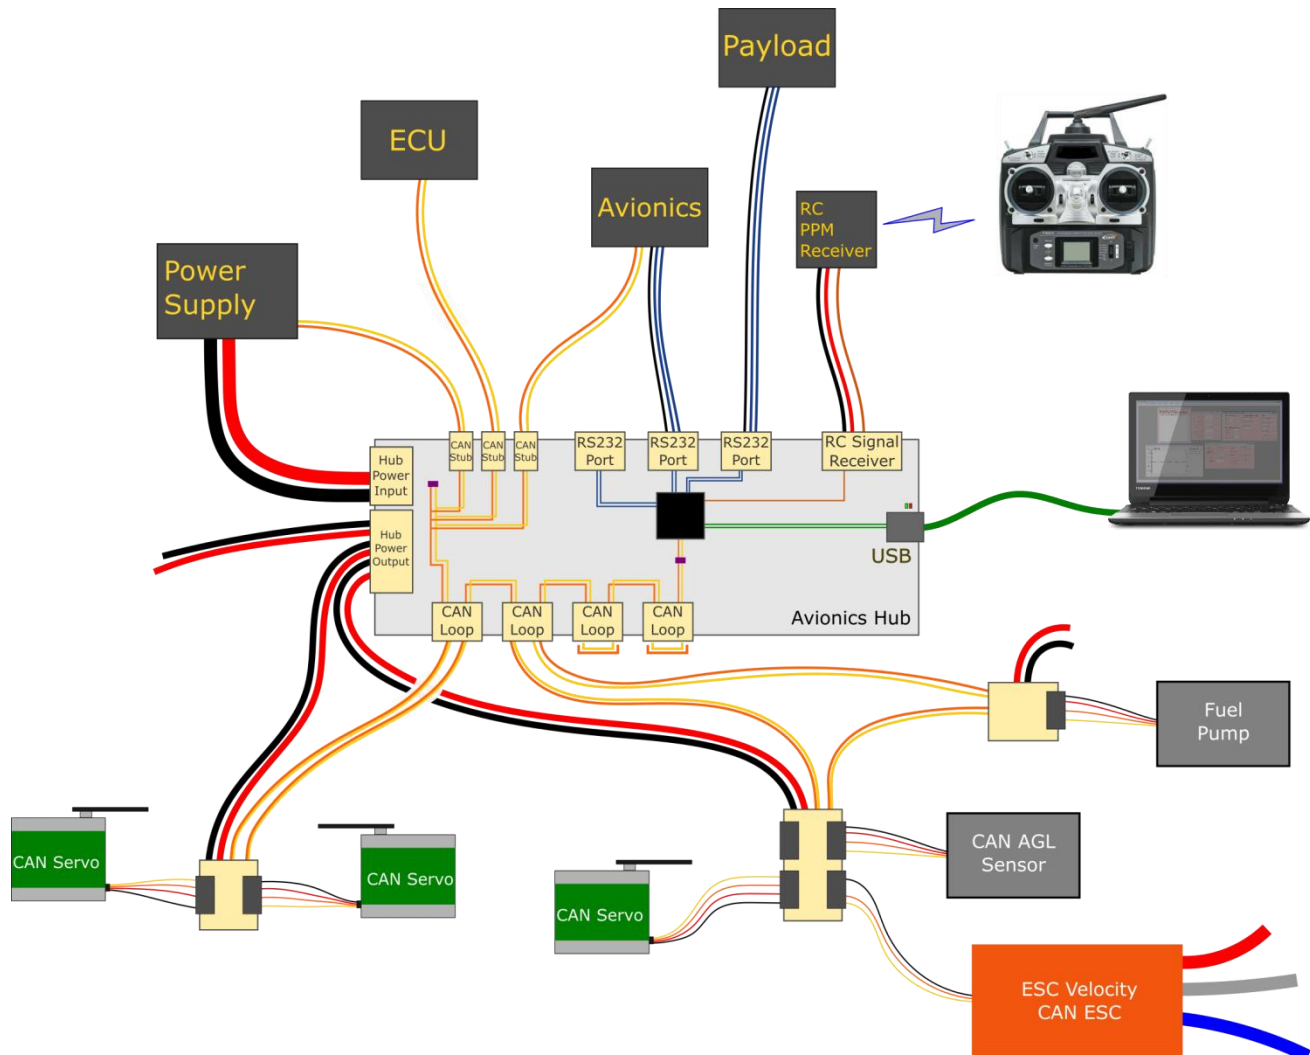 Payload
ECU
Avionics
RC
PPM
Receiver
Power
Supply
CAN
Stub
CAN
Stub
CAN
Stub
RS232
Port
RS232
Port
RS232
Port
RC Signal
Receiver
Hub
Power
Input
Hub
Power
Output
USB
CAN
Loop
CAN
Loop
CAN
Loop
CAN
Loop
Avionics Hub
Fuel
Pump
CAN Servo
CAN Servo
CAN AGL
Sensor
CAN Servo
ESC Velocity
CAN ESC